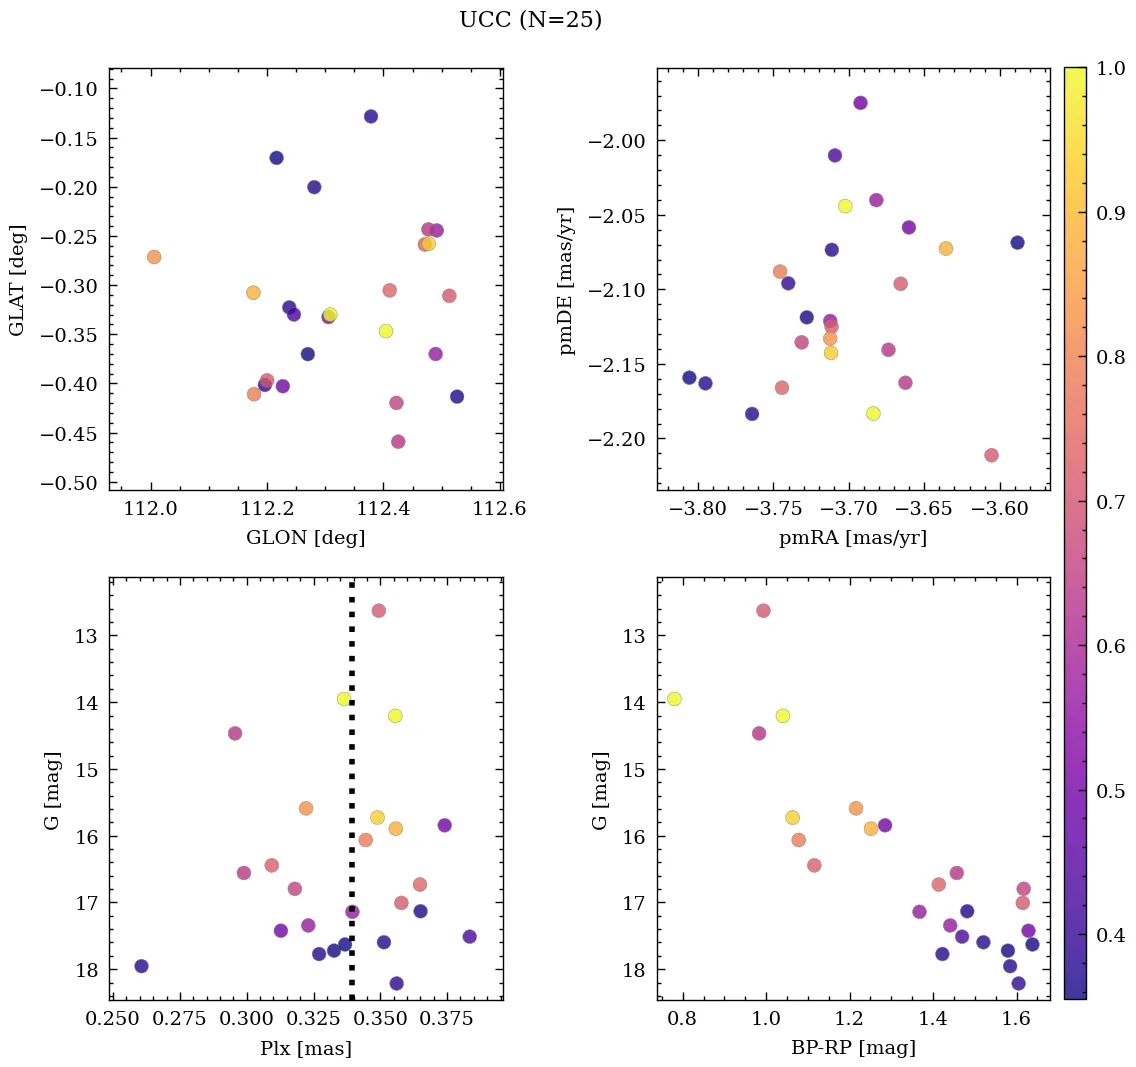 UCC (N=25)
−0.10
−0.15
−0.20
−0.25
−0.30
−0.35
−0.40
−0.45
−0.50
GLAT [deg]
112.0 112.2 112.4 112.6
GLON [deg]
−2.00
−2.05
−2.10
−2.15
−2.20
pmDE [mas/yr]
−3.80 −3.75 −3.70 −3.65 −3.60
pmRA [mas/yr]
13
14
15
16
17
18
G [mag]
0.250 0.275 0.300 0.325 0.350 0.375
Plx [mas]
13
14
15
16
17
18
G [mag]
0.8 1.0 1.2 1.4 1.6
BP-RP [mag]
1.0
0.9
0.8
0.7
0.6
0.5
0.4